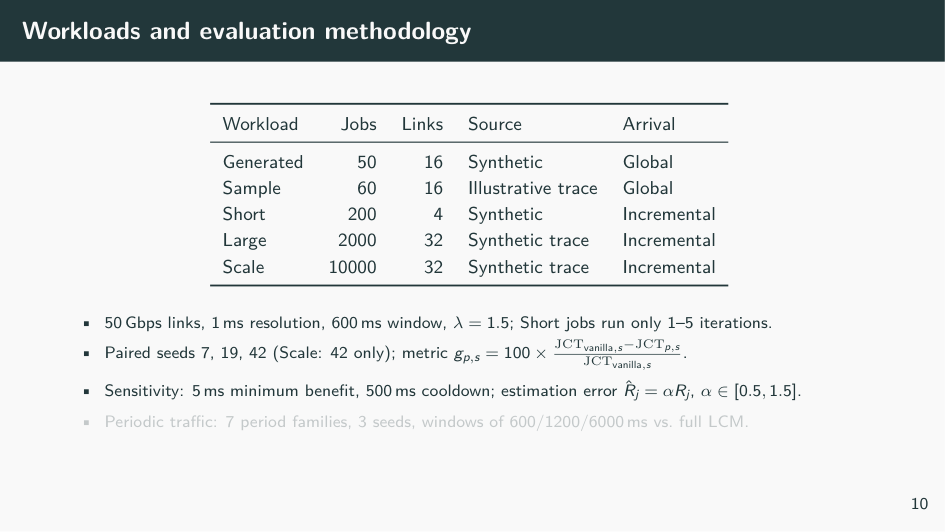 Workloads and evaluation methodology
Workload Jobs Links Source Arrival
Generated 50 16 Synthetic Global
Sample 60 16 Illustrative trace Global
Short 200 4 Synthetic Incremental
Large 2000 32 Synthetic trace Incremental
Scale 10000 32 Synthetic trace Incremental
▪ 50 Gbps links, 1 ms resolution, 600 ms window, λ = 1.5; Short jobs run only 1–5 iterations.
▪ Paired seeds 7, 19, 42 (Scale: 42 only); metric g_{p,s} = 100 × \frac{JCT_{vanilla,s}−JCT_{p,s}}{JCT_{vanilla,s}}.
▪ Sensitivity: 5 ms minimum benefit, 500 ms cooldown; estimation error R̂_j = αR_j, α ∈ [0.5, 1.5].
▪ Periodic traffic: 7 period families, 3 seeds, windows of 600/1200/6000 ms vs. full LCM.
10